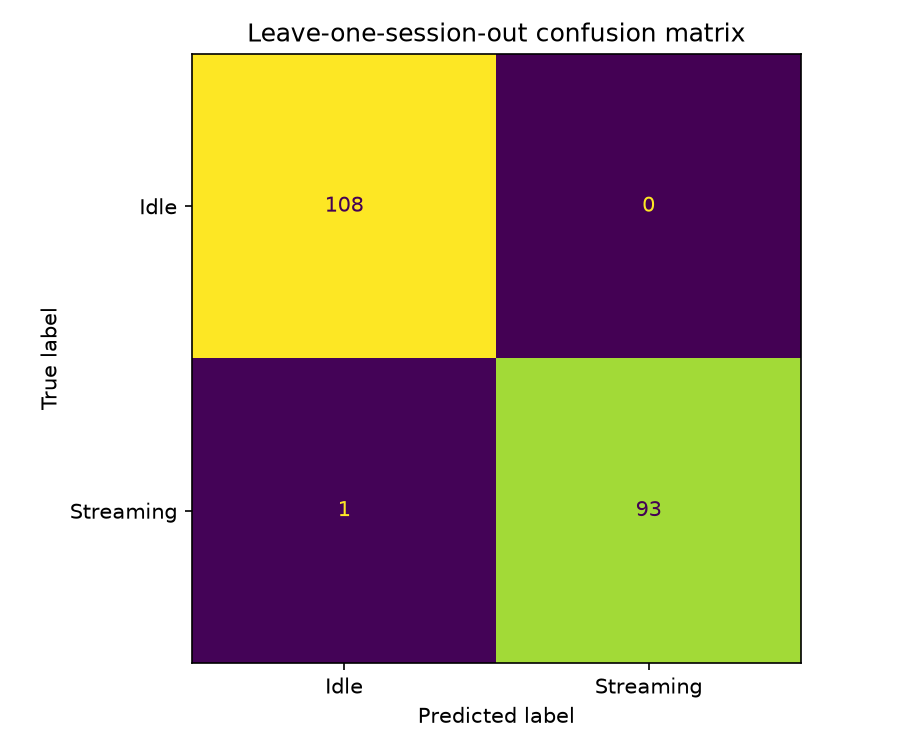 Leave-one-session-out confusion matrix
Idle
108
0
True label
Streaming
1
93
Idle
Streaming
Predicted label